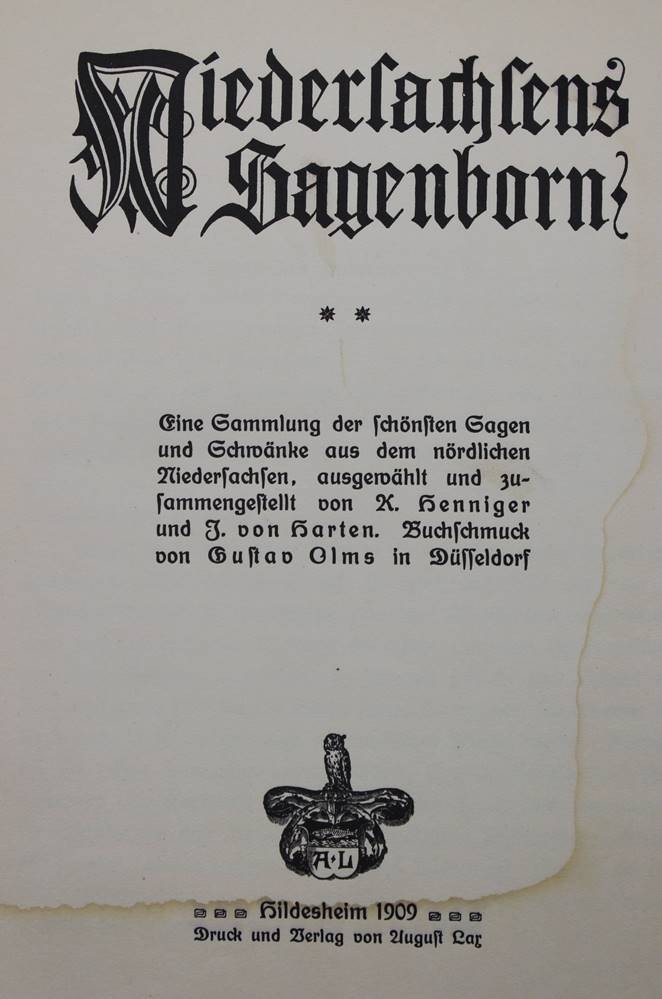 Niederſachſens
Sagenborn
Eine Sammlung der ſchönſten Sagen
und Schwänke aus dem nördlichen
Niederſachſen, ausgewählt und zu-
ſammengeſtellt von K. Henniger
und J. von Harten. Buchſchmuck
von Guſtav Olms in Düſſeldorf
A·L
Hildesheim 1909
Druck und Verlag von Auguſt Lax